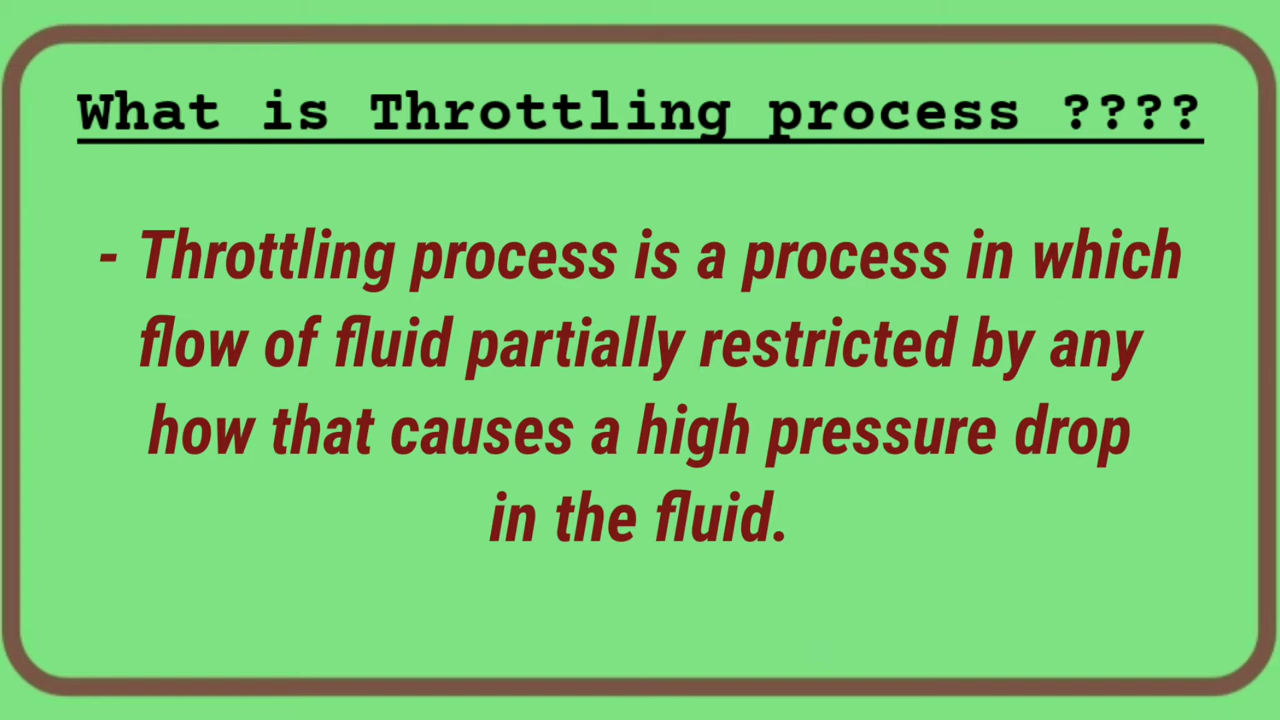 What is Throttling process ????
- Throttling process is a process in which
flow of fluid partially restricted by any
how that causes a high pressure drop
in the fluid.